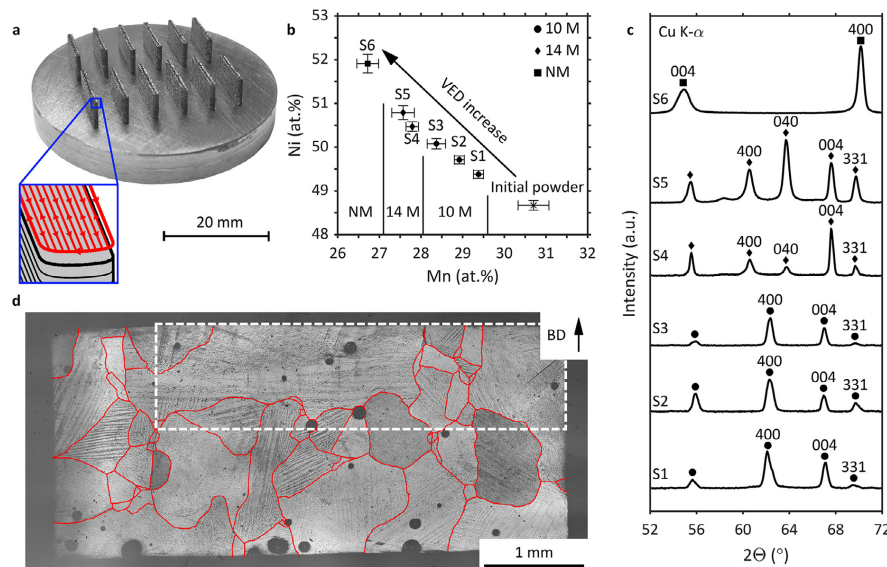 a
20 mm
b
10 M
14 M
NM
Ni (at.%)
53
52
51
50
49
48
S6
S5
S4
S3
S2
S1
VED increase
Initial powder
NM
14 M
10 M
26
27
28
29
30
31
32
Mn (at.%)
c
Cu K-α
Intensity (a.u.)
400
004
S6
040
400
004
331
S5
004
400
040
331
S4
400
004
331
S3
400
004
331
S2
400
004
331
S1
52
56
60
64
68
72
2Θ (°)
d
BD
1 mm